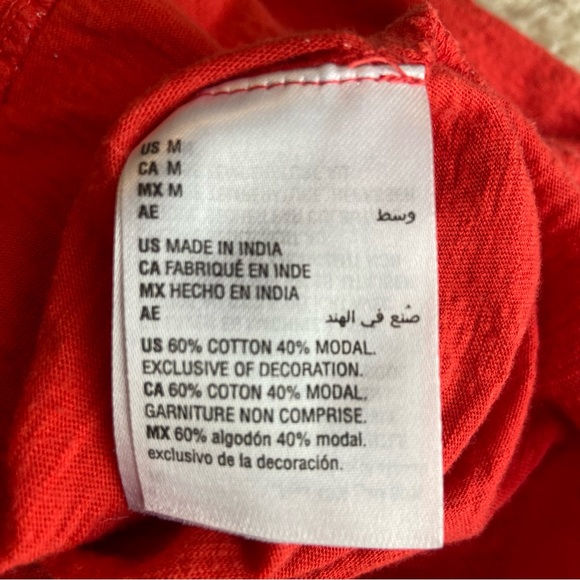 US M
CA M
MX M
AE وسط
US MADE IN INDIA
CA FABRIQUÉ EN INDE
MX HECHO EN INDIA
AE صُنع في الهند
US 60% COTTON 40% MODAL.
EXCLUSIVE OF DECORATION.
CA 60% COTON 40% MODAL.
GARNITURE NON COMPRISE.
MX 60% algodón 40% modal.
exclusivo de la decoración.